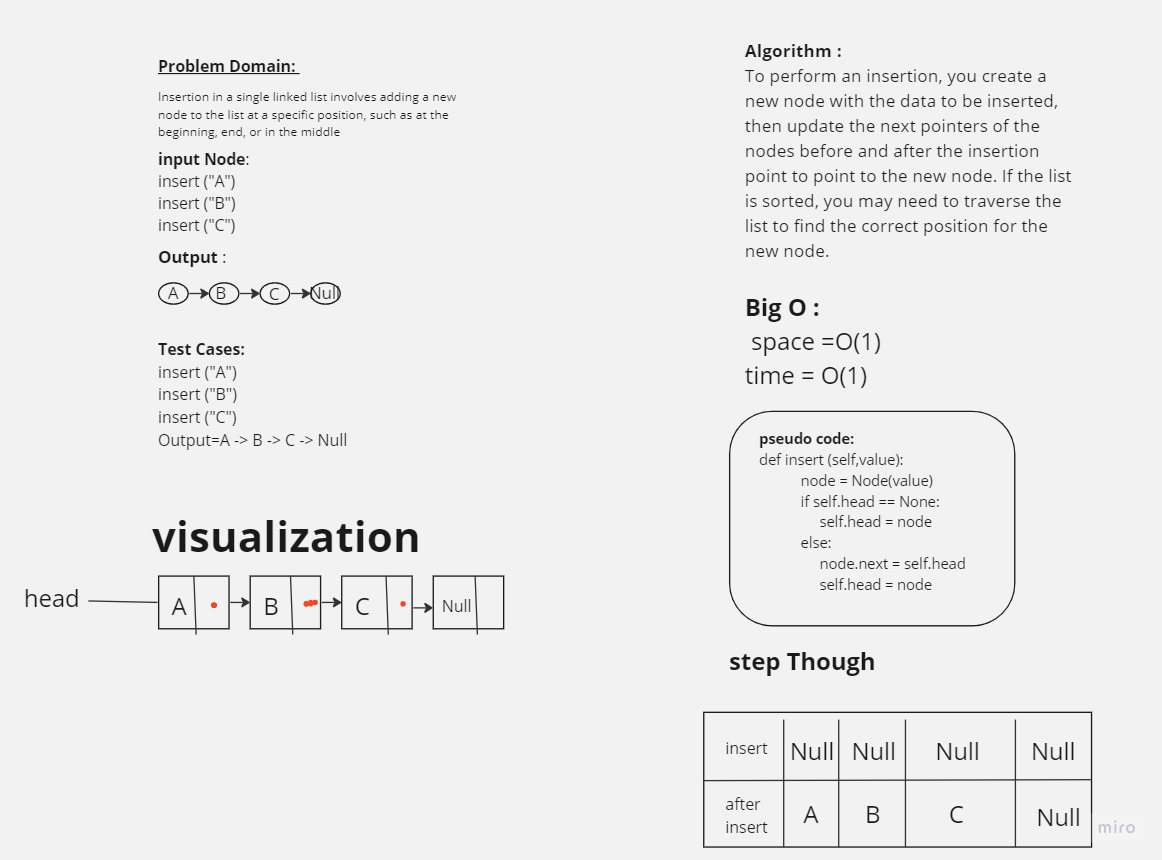 Problem Domain:
Insertion in a single linked list involves adding a new
node to the list at a specific position, such as at the
beginning, end, or in the middle
input Node:
insert ("A")
insert ("B")
insert ("C")
Output :
A B C Null
Test Cases:
insert ("A")
insert ("B")
insert ("C")
Output=A -> B -> C -> Null
visualization
head A B C Null
Algorithm :
To perform an insertion, you create a
new node with the data to be inserted,
then update the next pointers of the
nodes before and after the insertion
point to point to the new node. If the list
is sorted, you may need to traverse the
list to find the correct position for the
new node.
Big O :
space =O(1)
time = O(1)
pseudo code:
def insert (self,value):
node = Node(value)
if self.head == None:
self.head = node
else:
node.next = self.head
self.head = node
step Though
insert Null Null Null Null
after
insert A B C Null
miro